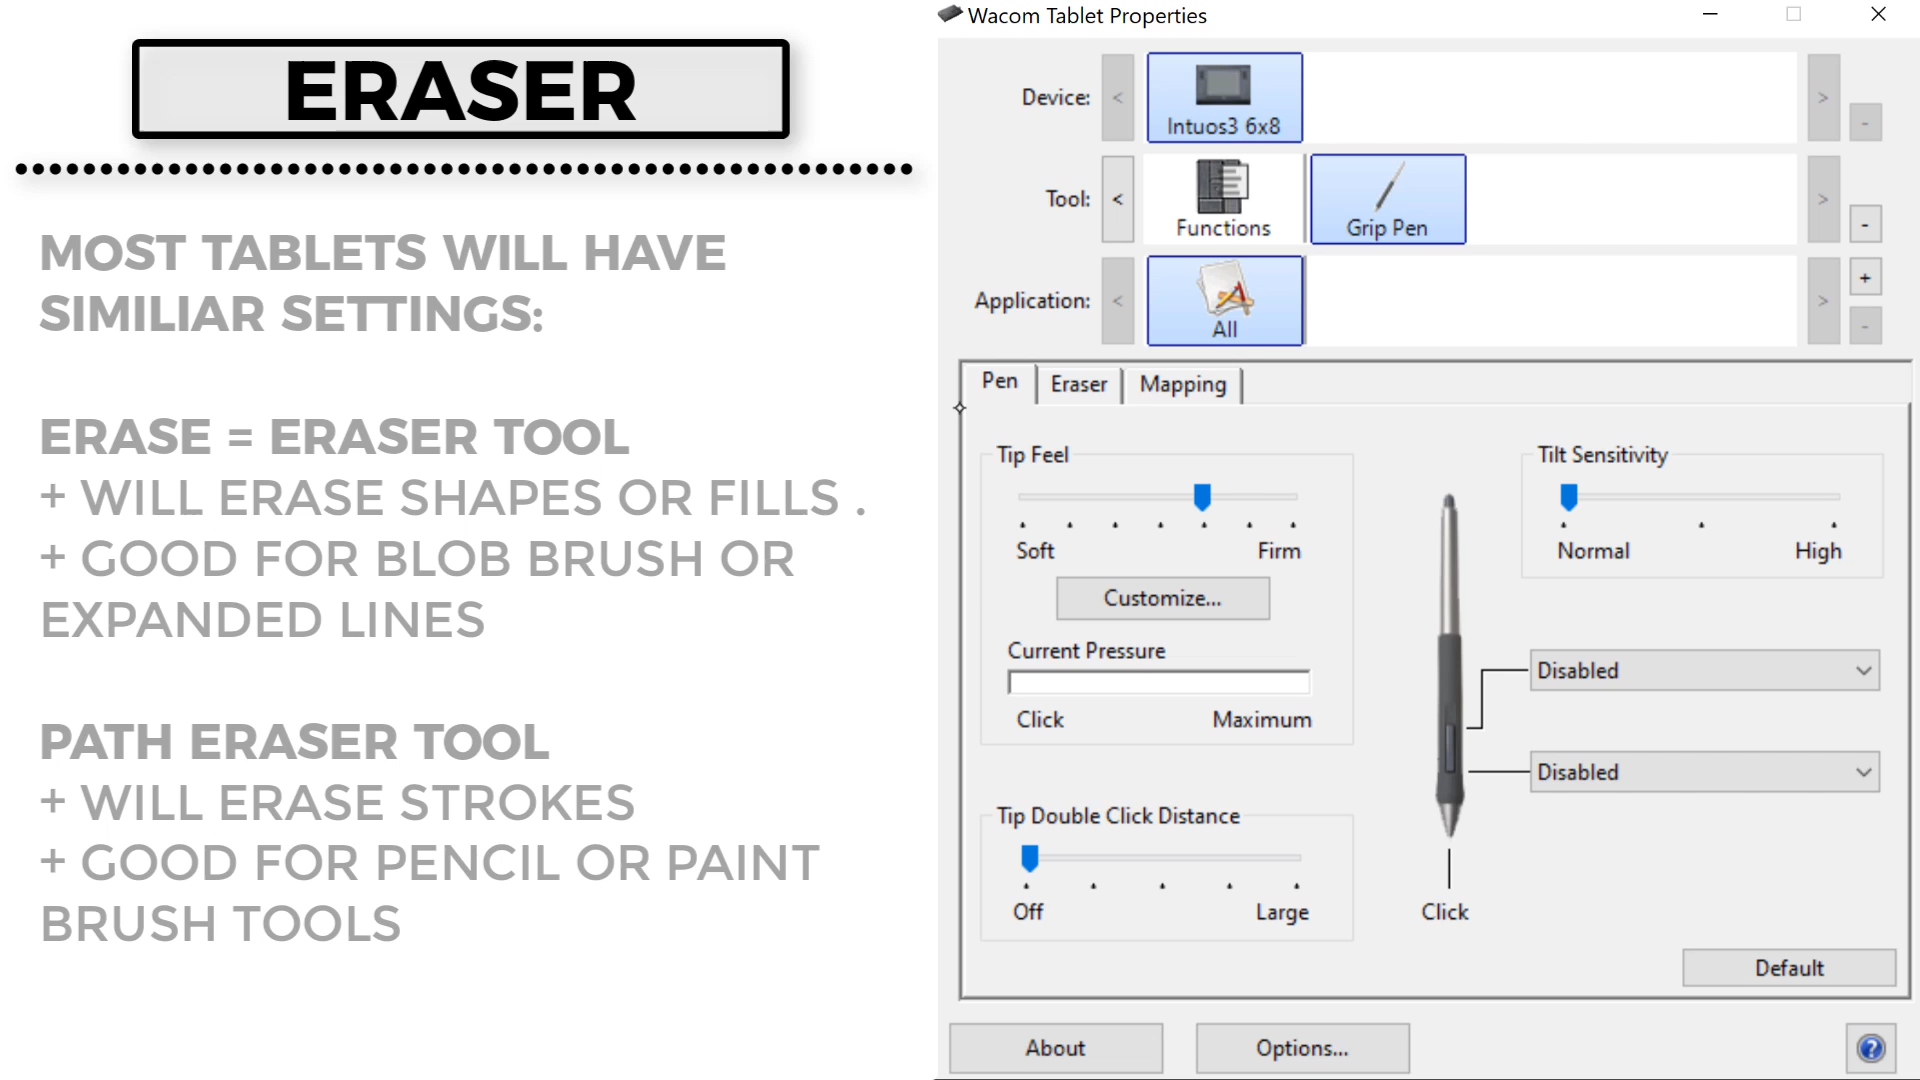 ERASER
MOST TABLETS WILL HAVE
SIMILIAR SETTINGS:
ERASE = ERASER TOOL
+ WILL ERASE SHAPES OR FILLS .
+ GOOD FOR BLOB BRUSH OR
EXPANDED LINES
PATH ERASER TOOL
+ WILL ERASE STROKES
+ GOOD FOR PENCIL OR PAINT
BRUSH TOOLS
Wacom Tablet Properties
Device:
<
Intuos3 6x8
>
-
Tool:
<
Functions
Grip Pen
>
-
Application:
<
All
>
+
-
Pen Eraser Mapping
Tip Feel
Soft Firm
Customize...
Current Pressure
Click Maximum
Tip Double Click Distance
Off Large
Tilt Sensitivity
Normal High
Disabled
Disabled
Click
Default
About
Options...
?